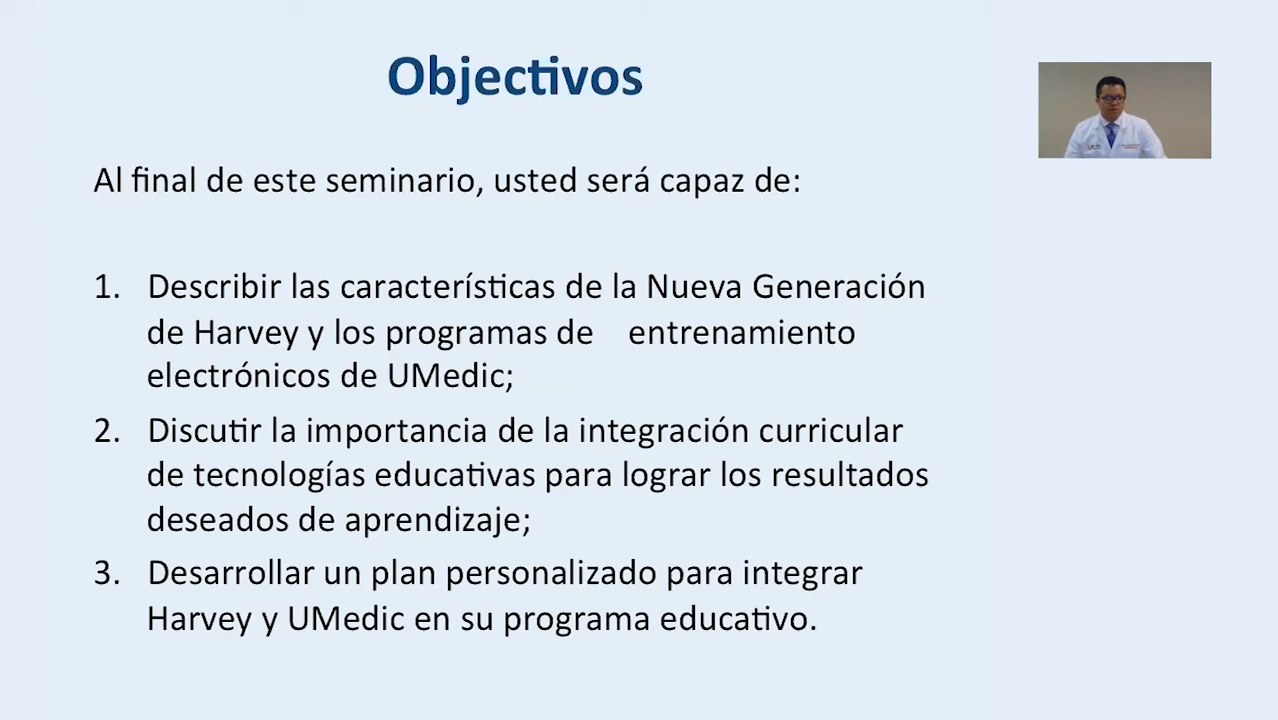 Objectivos
Al final de este seminario, usted será capaz de:
1. Describir las características de la Nueva Generación
de Harvey y los programas de entrenamiento
electrónicos de UMedic;
2. Discutir la importancia de la integración curricular
de tecnologías educativas para lograr los resultados
deseados de aprendizaje;
3. Desarrollar un plan personalizado para integrar
Harvey y UMedic en su programa educativo.